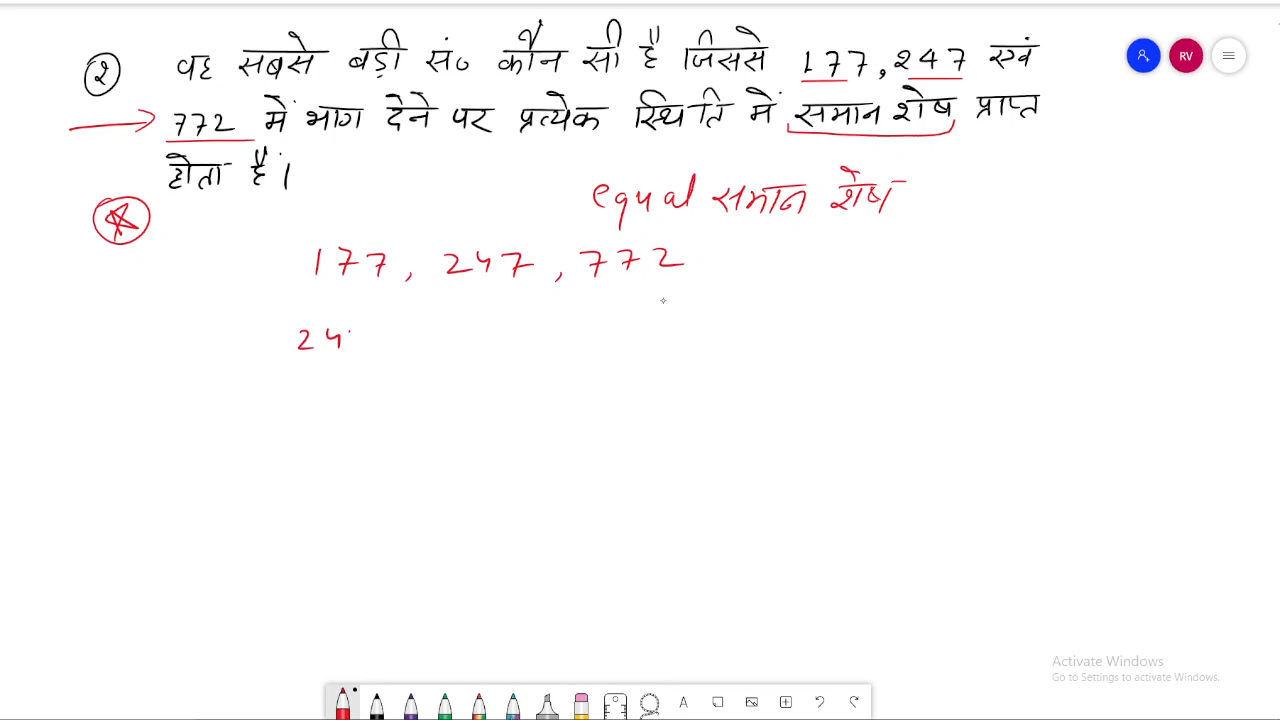 ② वह सबसे बड़ी सं० कौन सी है जिससे 177, 247 एवं
772 में भाग देने पर प्रत्येक स्थिति में समान शेष प्राप्त
होता है।
equal समान शेष
177, 247, 772
24
RV
A
Activate Windows
Go to Settings to activate Windows.